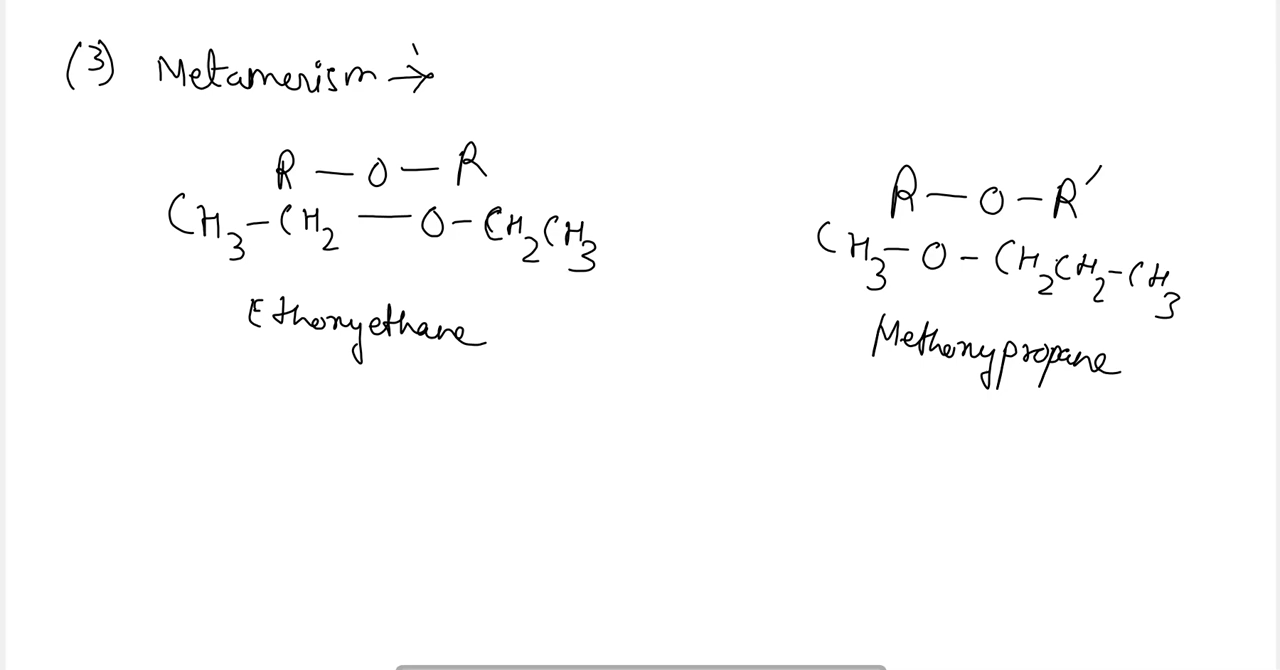 (3) Metamerism :→
R — O — R
CH₃ – CH₂ — O – CH₂CH₃
Ethoxyethane
R — O – R′
CH₃ – O – CH₂CH₂–CH₃
Methoxypropane